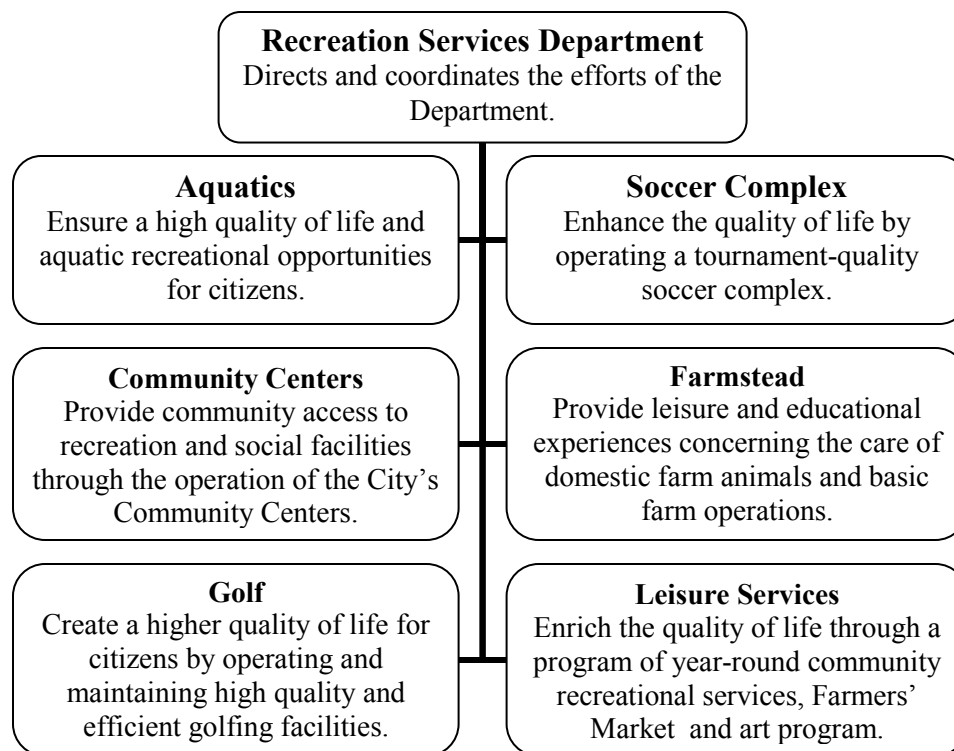 Recreation Services Department
Directs and coordinates the efforts of the
Department.
Aquatics
Ensure a high quality of life and
aquatic recreational opportunities
for citizens.
Soccer Complex
Enhance the quality of life by
operating a tournament-quality
soccer complex.
Community Centers
Provide community access to
recreation and social facilities
through the operation of the City’s
Community Centers.
Farmstead
Provide leisure and educational
experiences concerning the care of
domestic farm animals and basic
farm operations.
Golf
Create a higher quality of life for
citizens by operating and
maintaining high quality and
efficient golfing facilities.
Leisure Services
Enrich the quality of life through a
program of year-round community
recreational services, Farmers’
Market and art program.